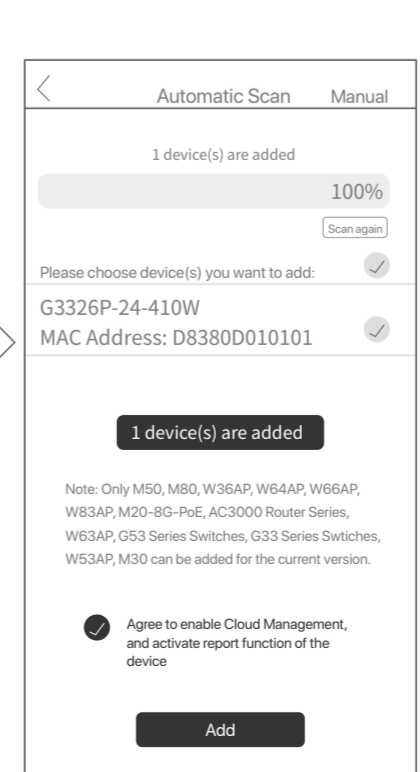 Automatic Scan Manual
1 device(s) are added
100%
Scan again
Please choose device(s) you want to add:
G3326P-24-410W
MAC Address: D8380D010101
1 device(s) are added
Note: Only M50, M80, W36AP, W64AP, W66AP,
W83AP, M20-8G-PoE, AC3000 Router Series,
W63AP, G53 Series Switches, G33 Series Swtiches,
W53AP, M30 can be added for the current version.
Agree to enable Cloud Management,
and activate report function of the
device
Add